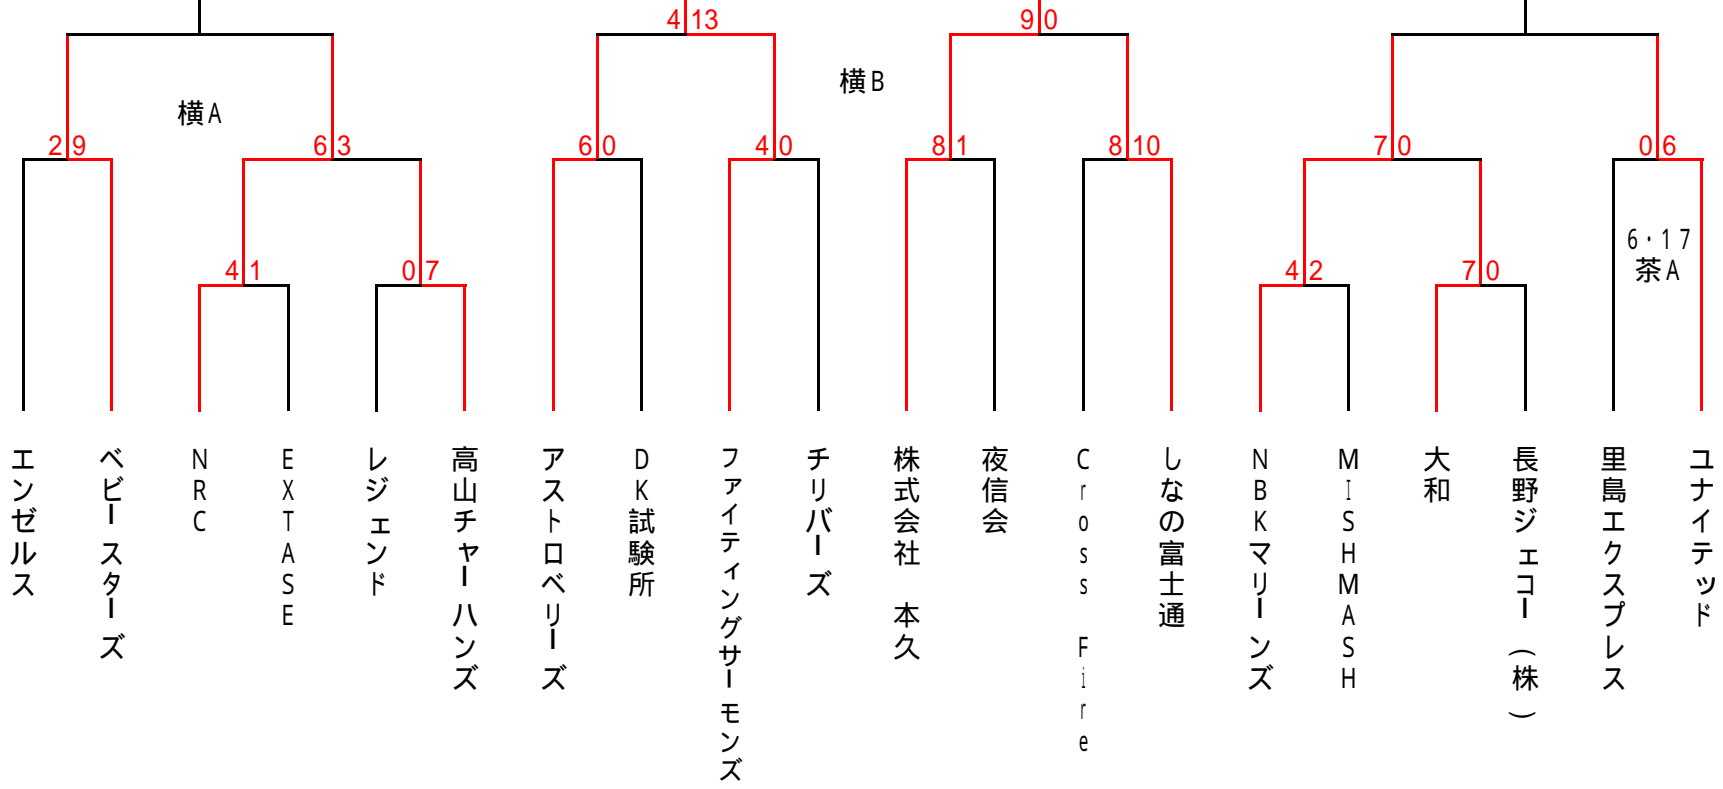 4 13
9 0
横B
横A
2 9
6 3
6 0
4 0
8 1
8 10
7 0
0 6
6・17
茶A
4 1
0 7
4 2
7 0
エンゼルス
ベビースターズ
NRC
EXTASE
レジェンド
高山チャーハンズ
アストロベリーズ
DK試験所
ファイティングサーモンズ
チリバーズ
株式会社 本久
夜信会
Cross Fire
しなの富士通
NBKマリーンズ
MISHMASH
大和
長野ジェコー(株)
里島エクスプレス
ユナイテッド